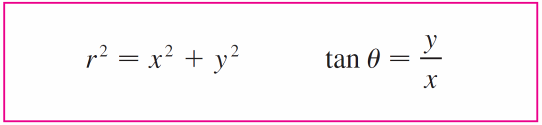 r² = x² + y² tan θ = y/x